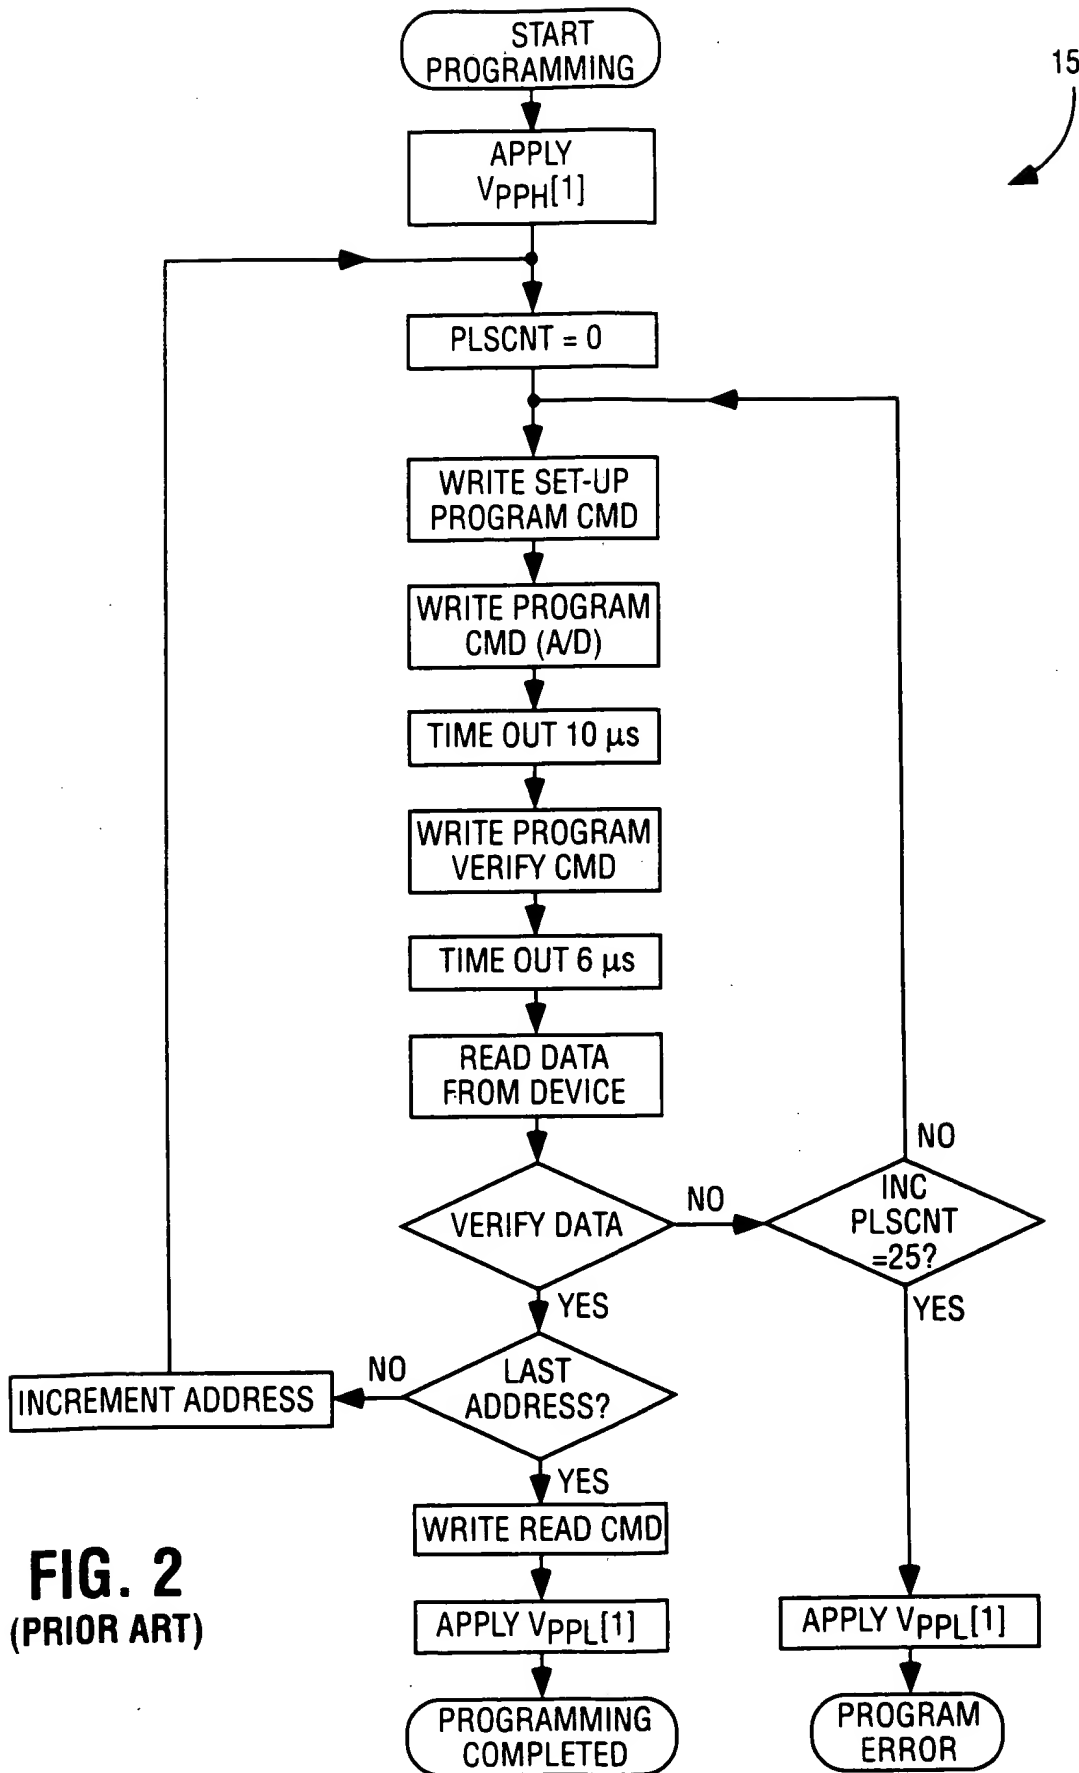 START
PROGRAMMING
15
APPLY
VPPH[1]
PLSCNT = 0
WRITE SET-UP
PROGRAM CMD
WRITE PROGRAM
CMD (A/D)
TIME OUT 10 µs
WRITE PROGRAM
VERIFY CMD
TIME OUT 6 µs
READ DATA
FROM DEVICE
VERIFY DATA
NO
INC
PLSCNT
=25?
NO
YES
YES
LAST
ADDRESS?
NO
INCREMENT ADDRESS
YES
WRITE READ CMD
APPLY VPPL[1]
PROGRAMMING
COMPLETED
APPLY VPPL[1]
PROGRAM
ERROR
FIG. 2
(PRIOR ART)